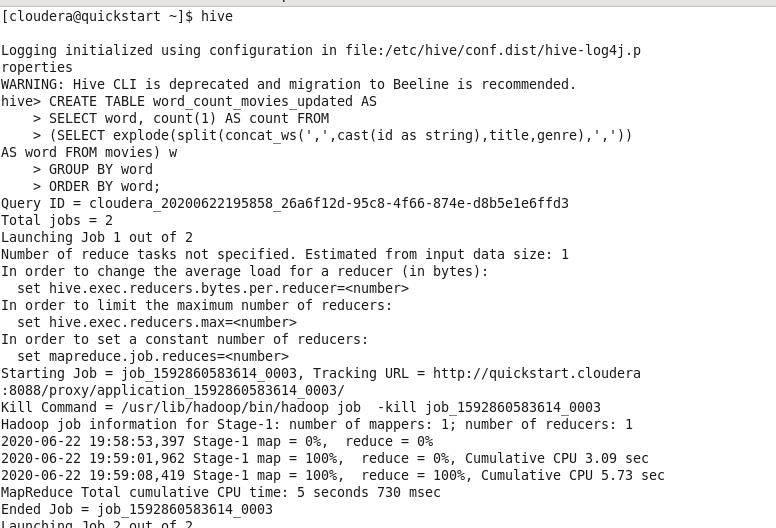 [cloudera@quickstart ~]$ hive
Logging initialized using configuration in file:/etc/hive/conf.dist/hive-log4j.p
roperties
WARNING: Hive CLI is deprecated and migration to Beeline is recommended.
hive> CREATE TABLE word_count_movies_updated AS
    > SELECT word, count(1) AS count FROM
    > (SELECT explode(split(concat_ws(',',cast(id as string),title,genre),','))
AS word FROM movies) w
    > GROUP BY word
    > ORDER BY word;
Query ID = cloudera_20200622195858_26a6f12d-95c8-4f66-874e-d8b5e1e6ffd3
Total jobs = 2
Launching Job 1 out of 2
Number of reduce tasks not specified. Estimated from input data size: 1
In order to change the average load for a reducer (in bytes):
  set hive.exec.reducers.bytes.per.reducer=<number>
In order to limit the maximum number of reducers:
  set hive.exec.reducers.max=<number>
In order to set a constant number of reducers:
  set mapreduce.job.reduces=<number>
Starting Job = job_1592860583614_0003, Tracking URL = http://quickstart.cloudera
:8088/proxy/application_1592860583614_0003/
Kill Command = /usr/lib/hadoop/bin/hadoop job  -kill job_1592860583614_0003
Hadoop job information for Stage-1: number of mappers: 1; number of reducers: 1
2020-06-22 19:58:53,397 Stage-1 map = 0%,  reduce = 0%
2020-06-22 19:59:01,962 Stage-1 map = 100%,  reduce = 0%, Cumulative CPU 3.09 sec
2020-06-22 19:59:08,419 Stage-1 map = 100%,  reduce = 100%, Cumulative CPU 5.73 sec
MapReduce Total cumulative CPU time: 5 seconds 730 msec
Ended Job = job_1592860583614_0003
Launching Job 2 out of 2